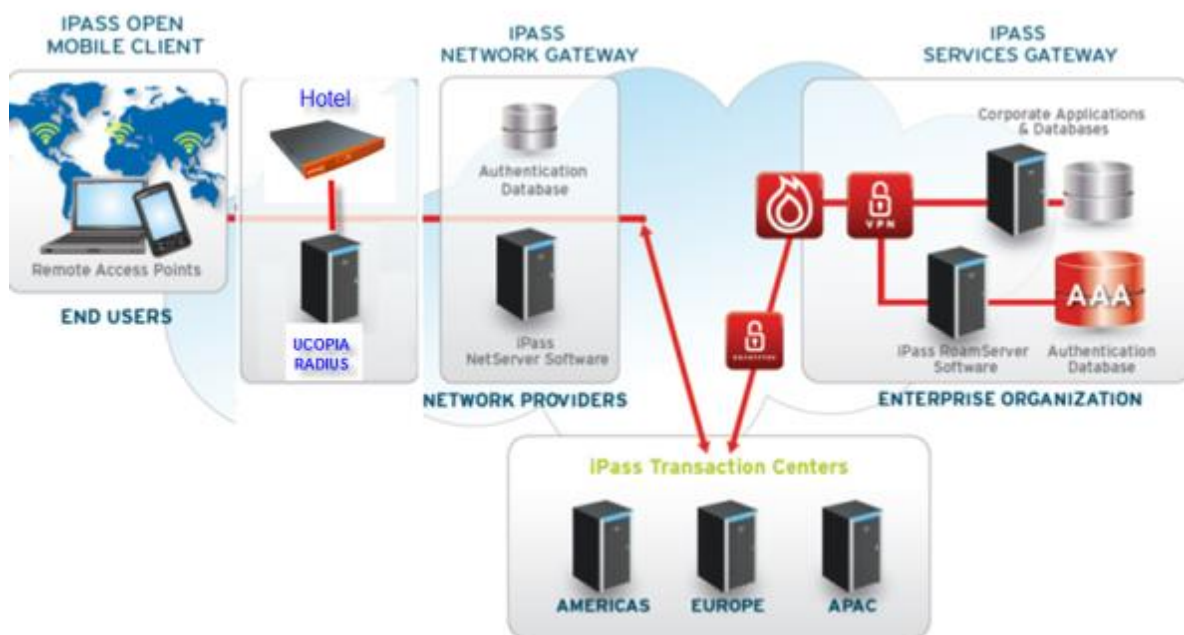 IPASS OPEN
MOBILE CLIENT
Remote Access Points
END USERS
Hotel
UCOPIA
RADIUS
IPASS
NETWORK GATEWAY
Authentication
Database
iPass
NetServer Software
NETWORK PROVIDERS
IPASS
SERVICES GATEWAY
Corporate Applications
& Databases
VPN
AAA
iPass RoamServer
Software
Authentication
Database
ENTERPRISE ORGANIZATION
iPass Transaction Centers
AMERICAS
EUROPE
APAC